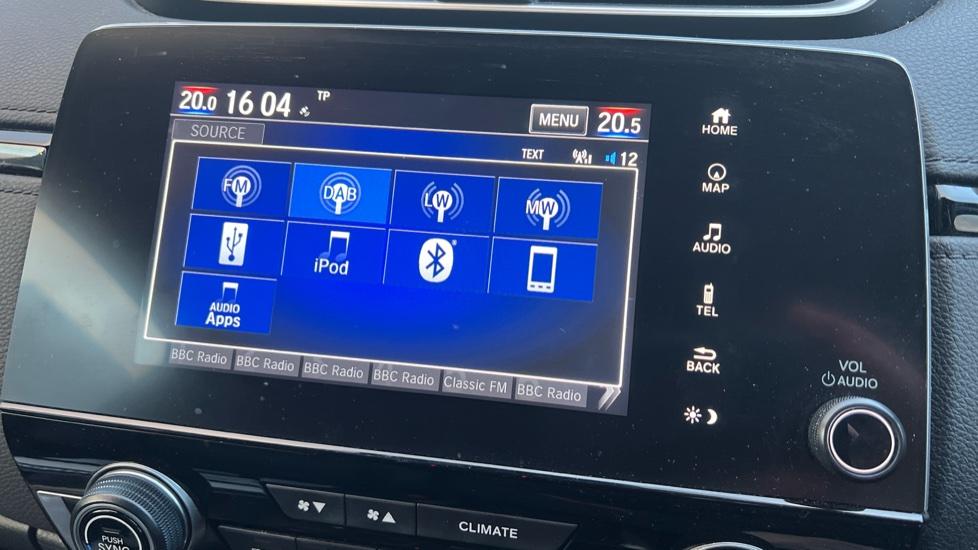 20.0 16 04 TP MENU 20.5
SOURCE
TEXT 12
FM DAB LW MW
iPod
AUDIO
Apps
BBC Radio BBC Radio BBC Radio BBC Radio Classic FM BBC Radio
HOME
MAP
AUDIO
TEL
BACK
VOL
AUDIO
PUSH
SYNC
CLIMATE